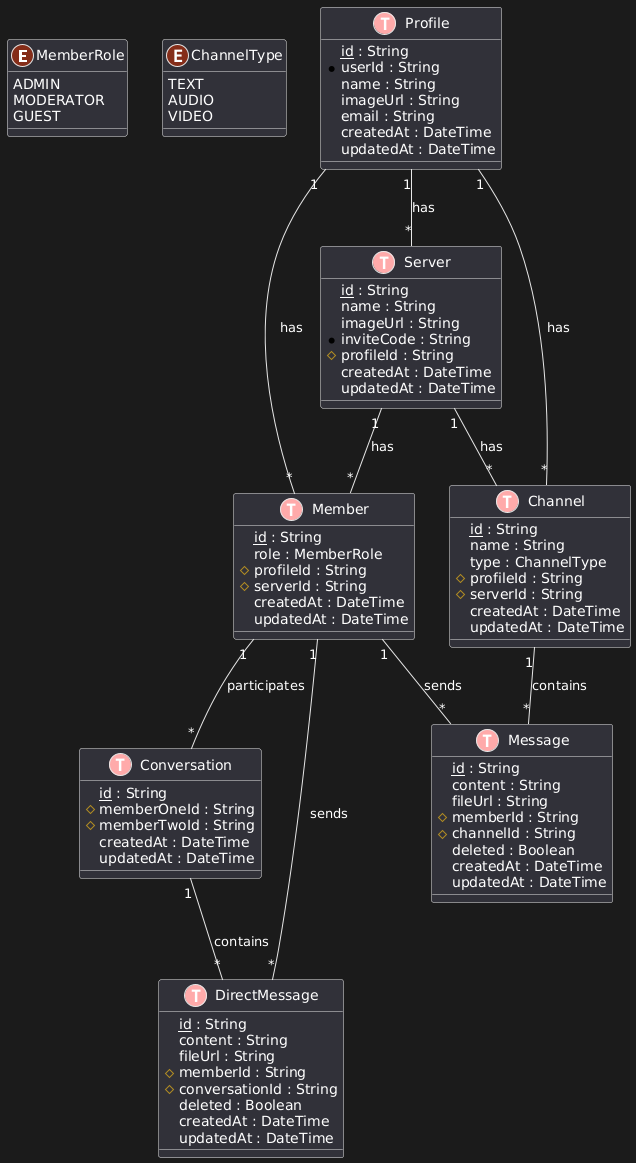 E MemberRole
ADMIN
MODERATOR
GUEST
E ChannelType
TEXT
AUDIO
VIDEO
T Profile
id : String
userId : String
name : String
imageUrl : String
email : String
createdAt : DateTime
updatedAt : DateTime
1
1
1
has
*
T Server
id : String
name : String
imageUrl : String
inviteCode : String
profileId : String
createdAt : DateTime
updatedAt : DateTime
has
has
1
1
has
has
*
*
*
*
T Member
id : String
role : MemberRole
profileId : String
serverId : String
createdAt : DateTime
updatedAt : DateTime
T Channel
id : String
name : String
type : ChannelType
profileId : String
serverId : String
createdAt : DateTime
updatedAt : DateTime
1
1
1
1
participates
sends
contains
*
*
*
T Conversation
id : String
memberOneId : String
memberTwoId : String
createdAt : DateTime
updatedAt : DateTime
sends
T Message
id : String
content : String
fileUrl : String
memberId : String
channelId : String
deleted : Boolean
createdAt : DateTime
updatedAt : DateTime
1
contains
*
*
T DirectMessage
id : String
content : String
fileUrl : String
memberId : String
conversationId : String
deleted : Boolean
createdAt : DateTime
updatedAt : DateTime